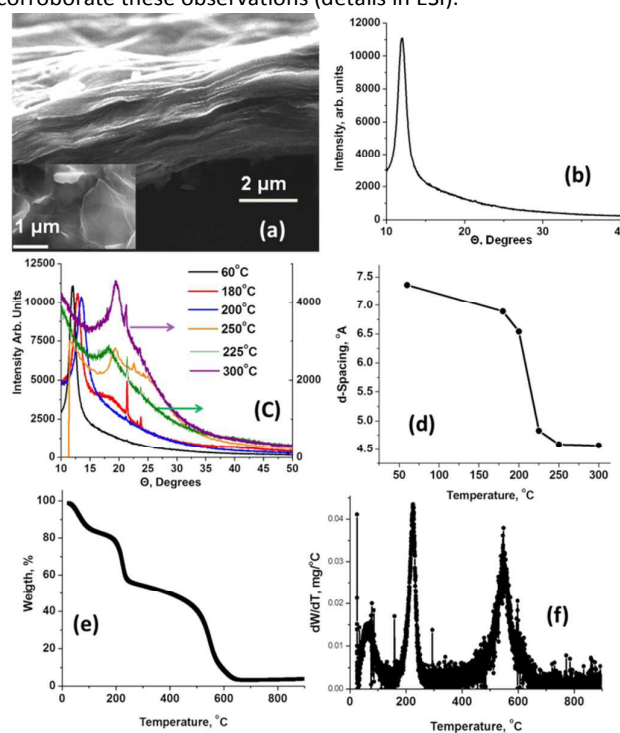 corroborate these observations (details in ESI).
2 µm
1 µm
(a)
Intensity, arb. units
12000
10000
8000
6000
4000
2000
0
10
20
30
40
Θ, Degrees
(b)
Intensity Arb. Units
12500
10000
7500
5000
2500
0
10 15 20 25 30 35 40 45 50
Θ, Degrees
4000
2000
0
60°C
180°C
200°C
250°C
225°C
300°C
(C)
d-Spacing, °A
7.5
7.0
6.5
6.0
5.5
5.0
4.5
50 100 150 200 250 300
Temperature, °C
(d)
Weigth, %
100
80
60
40
20
0
0 200 400 600 800
Temperature, °C
(e)
dW/dT, mg/°C
0.04
0.03
0.02
0.01
0.00
0 200 400 600 800
Temperature, °C
(f)